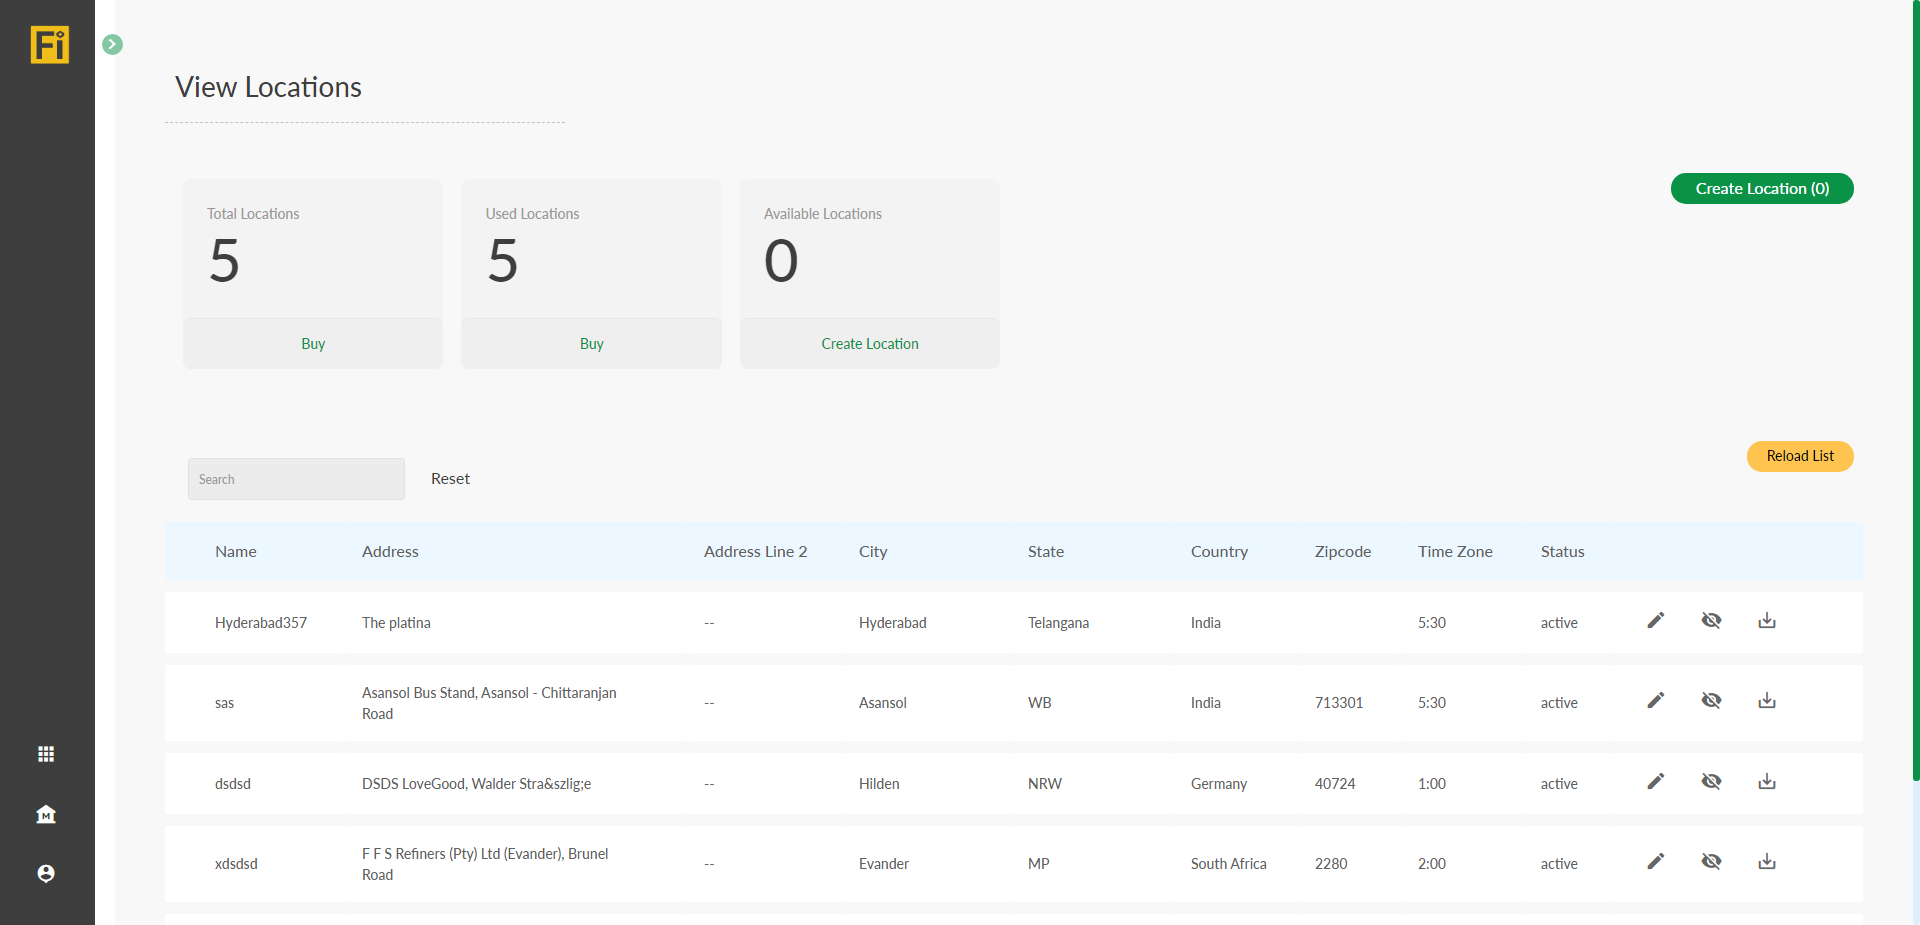 Fi
View Locations
Create Location (0)
Total Locations
5
Buy
Used Locations
5
Buy
Available Locations
0
Create Location
Reload List
Search
Reset
Name Address Address Line 2 City State Country Zipcode Time Zone Status
Hyderabad357 The platina -- Hyderabad Telangana India 5:30 active
sas Asansol Bus Stand, Asansol - Chittaranjan
Road -- Asansol WB India 713301 5:30 active
dsdsd DSDS LoveGood, Walder Stra&szlig;e -- Hilden NRW Germany 40724 1:00 active
xdsdsd F F S Refiners (Pty) Ltd (Evander), Brunel
Road -- Evander MP South Africa 2280 2:00 active
M